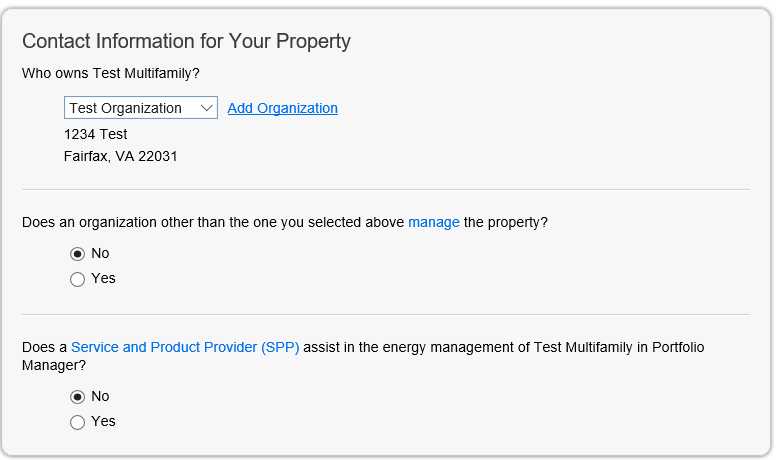 Contact Information for Your Property
Who owns Test Multifamily?
Test Organization Add Organization
1234 Test
Fairfax, VA 22031
Does an organization other than the one you selected above manage the property?
No
Yes
Does a Service and Product Provider (SPP) assist in the energy management of Test Multifamily in Portfolio
Manager?
No
Yes